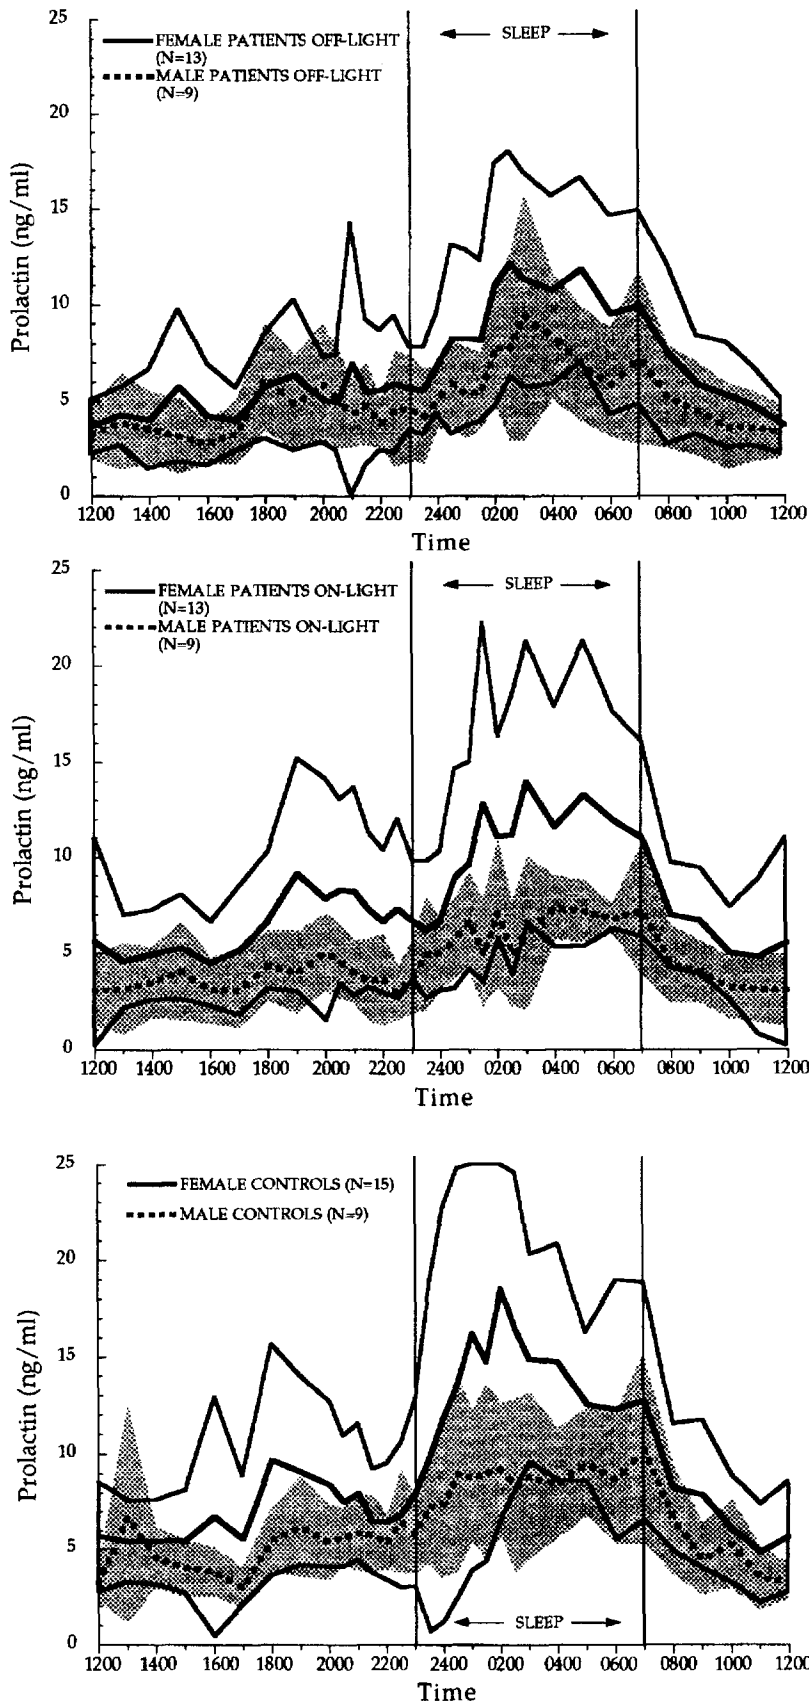 25
20
15
10
5
0
Prolactin (ng/ml)
FEMALE PATIENTS OFF-LIGHT
(N=13)
MALE PATIENTS OFF-LIGHT
(N=9)
SLEEP
1200 1400 1600 1800 2000 2200 2400 0200 0400 0600 0800 1000 1200
Time
25
20
15
10
5
0
Prolactin (ng/ml)
FEMALE PATIENTS ON-LIGHT
(N=13)
MALE PATIENTS ON-LIGHT
(N=9)
SLEEP
1200 1400 1600 1800 2000 2200 2400 0200 0400 0600 0800 1000 1200
Time
25
20
15
10
5
0
Prolactin (ng/ml)
FEMALE CONTROLS (N=15)
MALE CONTROLS (N=9)
SLEEP
1200 1400 1600 1800 2000 2200 2400 0200 0400 0600 0800 1000 1200
Time